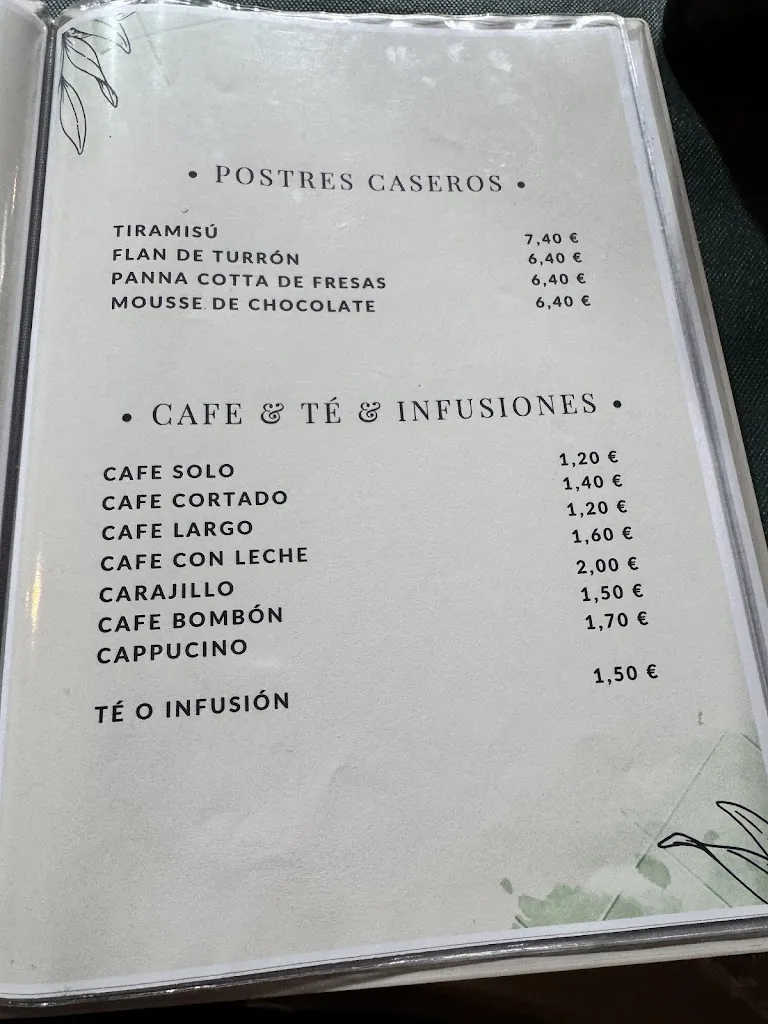 • POSTRES CASEROS •
TIRAMISÚ 7,40 €
FLAN DE TURRÓN 6,40 €
PANNA COTTA DE FRESAS 6,40 €
MOUSSE DE CHOCOLATE 6,40 €
• CAFE & TÉ & INFUSIONES •
CAFE SOLO 1,20 €
CAFE CORTADO 1,40 €
CAFE LARGO 1,20 €
CAFE CON LECHE 1,60 €
CARAJILLO 2,00 €
CAFE BOMBÓN 1,50 €
CAPPUCINO 1,70 €
TÉ O INFUSIÓN 1,50 €